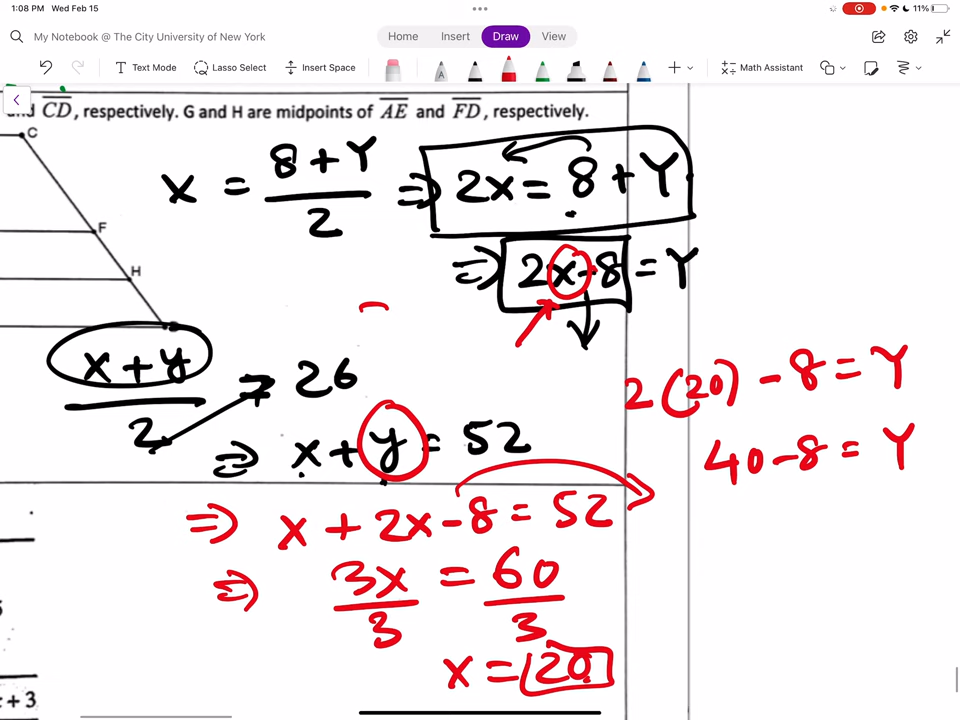 1:08 PM Wed Feb 15
11%
My Notebook @ The City University of New York
Home Insert Draw View
Text Mode Lasso Select Insert Space Math Assistant
CD, respectively. G and H are midpoints of AE and FD, respectively.
C
F
H
x = (8 + Y)/2 ⇒ 2x = 8 + Y
⇒ 2x - 8 = Y
(x + y)/2 = 26
⇒ x + y = 52
⇒ x + 2x - 8 = 52
⇒ 3x/3 = 60/3
x = 20
2(20) - 8 = Y
40 - 8 = Y
+ 3